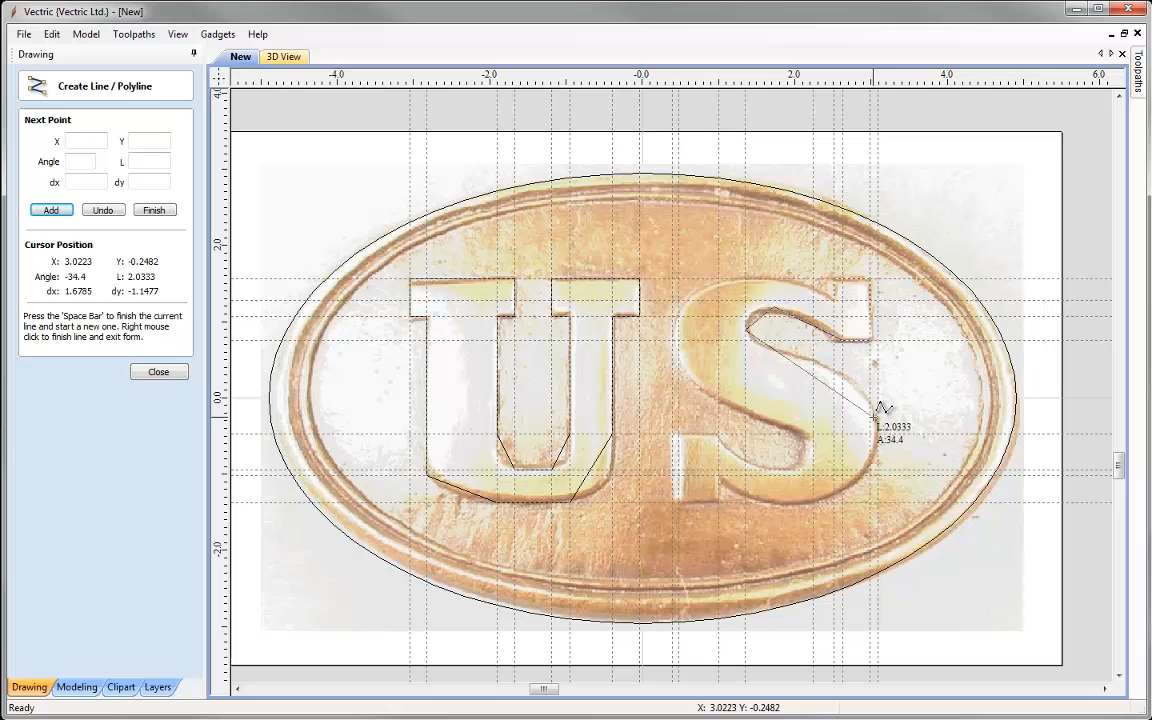 Vectric {Vectric Ltd.} - [New]
File Edit Model Toolpaths View Gadgets Help
Drawing
New 3D View
Create Line / Polyline
-4.0 -2.0 -0.0 2.0 4.0 6.0
4.0
2.0
0.0
-2.0
Next Point
X Y
Angle L
dx dy
Add Undo Finish
Cursor Position
X: 3.0223 Y: -0.2482
Angle: -34.4 L: 2.0333
dx: 1.6785 dy: -1.1477
Press the 'Space Bar' to finish the current
line and start a new one. Right mouse
click to finish line and exit form.
Close
US
L:2.0333
A:34.4
Toolpaths
Drawing Modeling Clipart Layers
Ready X: 3.0223 Y: -0.2482